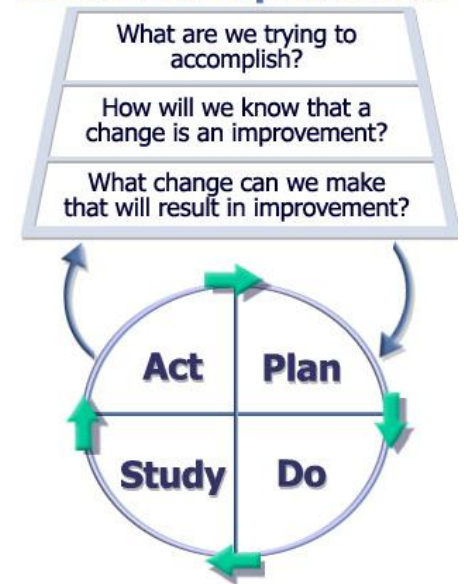 What are we trying to
accomplish?
How will we know that a
change is an improvement?
What change can we make
that will result in improvement?
Act
Plan
Study
Do